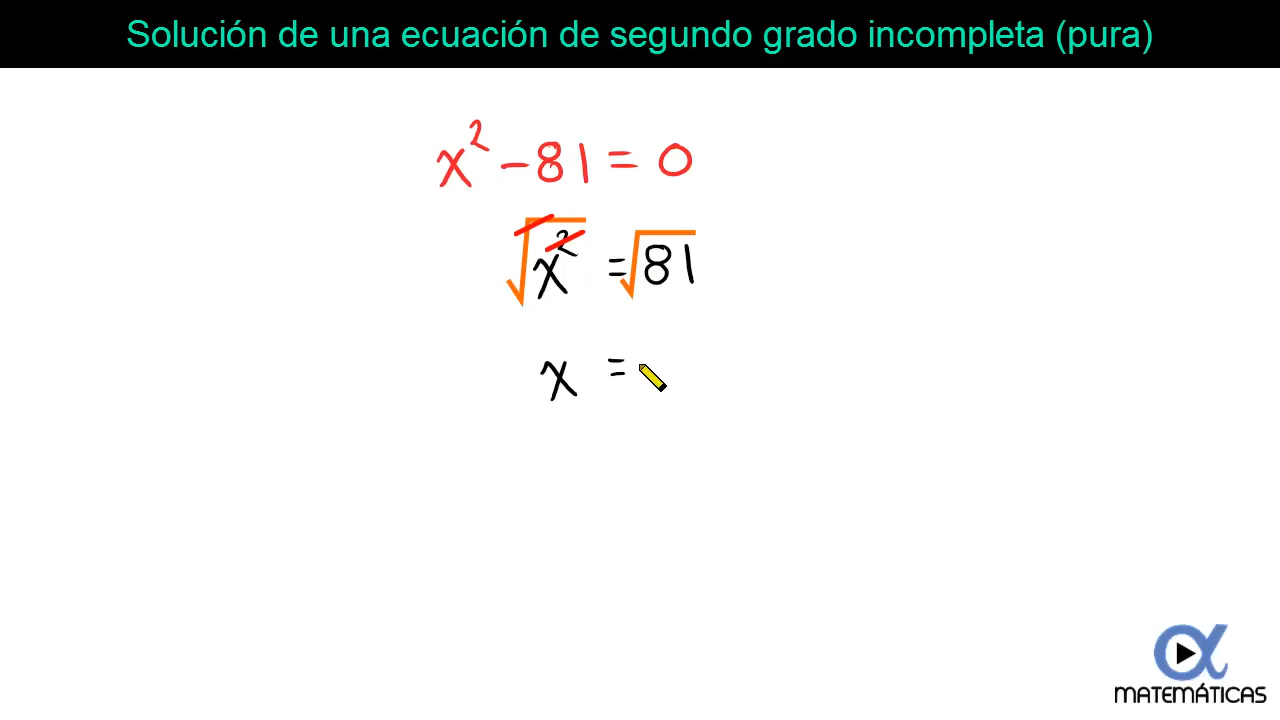 Solución de una ecuación de segundo grado incompleta (pura)
x² - 81 = 0
√x² = √81
x =
MATEMÁTICAS